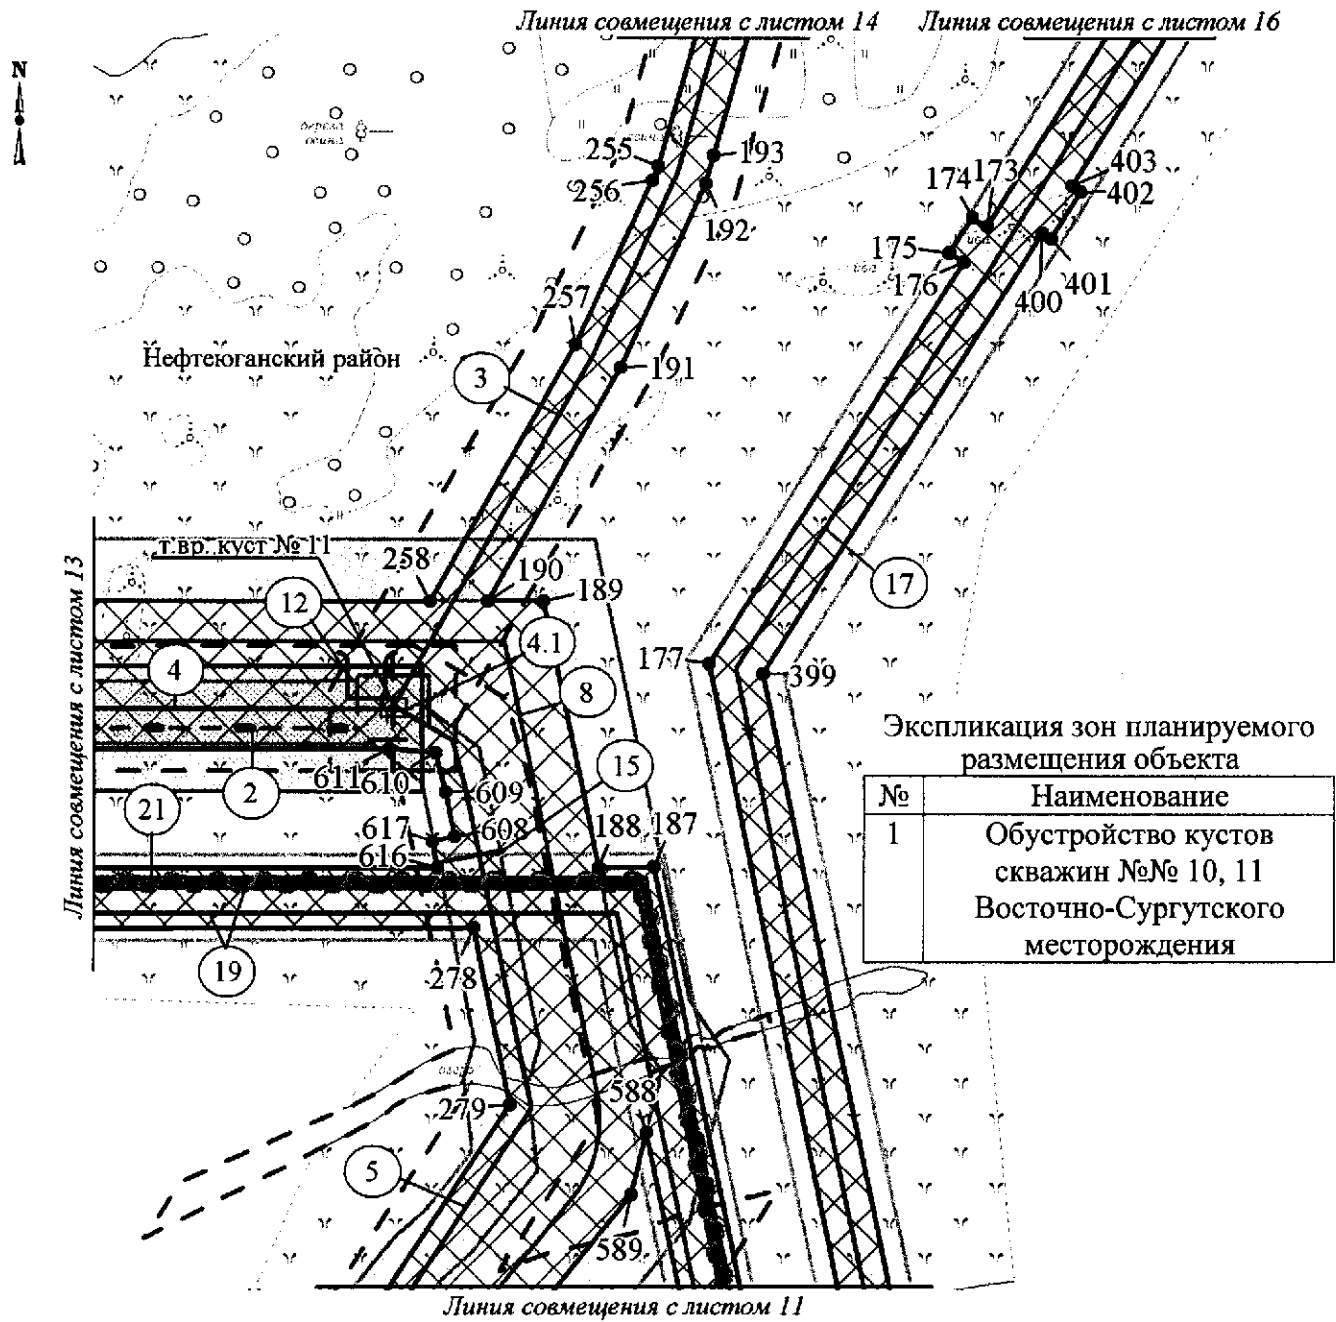 Линия совмещения с листом 14
Линия совмещения с листом 16
N
береза
осина
255
256
193
192
174
173
403
402
175
176
400
401
257
191
Нефтеюганский район
3
т.вр. куст № 11
258
190
189
17
12
4.1
4
8
177
399
Линия совмещения с листом 13
2
611
610
15
609
21
617
608
616
188
187
Экспликация зон планируемого
размещения объекта
№ Наименование
1 Обустройство кустов
скважин №№ 10, 11
Восточно-Сургутского
месторождения
19
278
озеро
588
279
5
589
Линия совмещения с листом 11